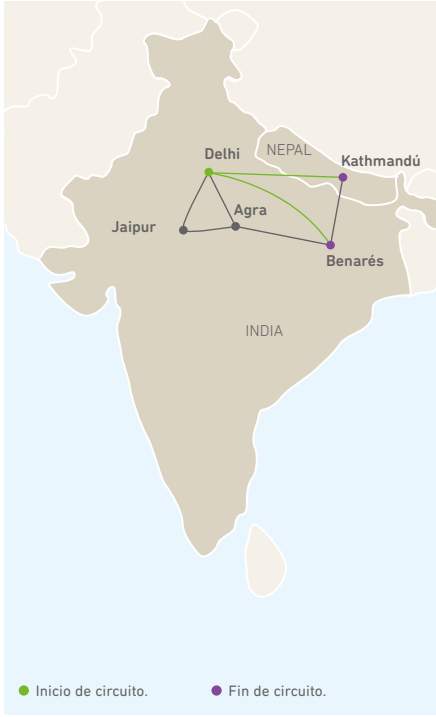 Delhi
NEPAL
Kathmandú
Agra
Jaipur
Benarés
INDIA
Inicio de circuito.
Fin de circuito.